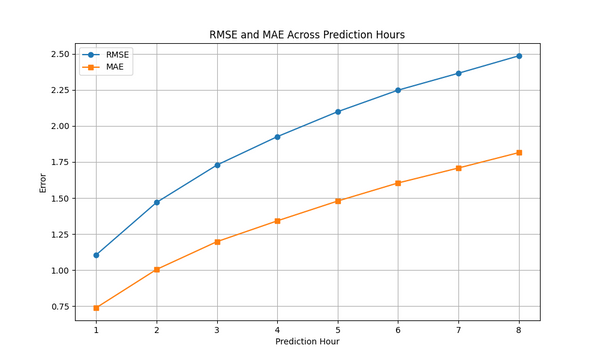 RMSE and MAE Across Prediction Hours
RMSE
MAE
2.50
2.25
2.00
1.75
1.50
1.25
1.00
0.75
Error
1 2 3 4 5 6 7 8
Prediction Hour